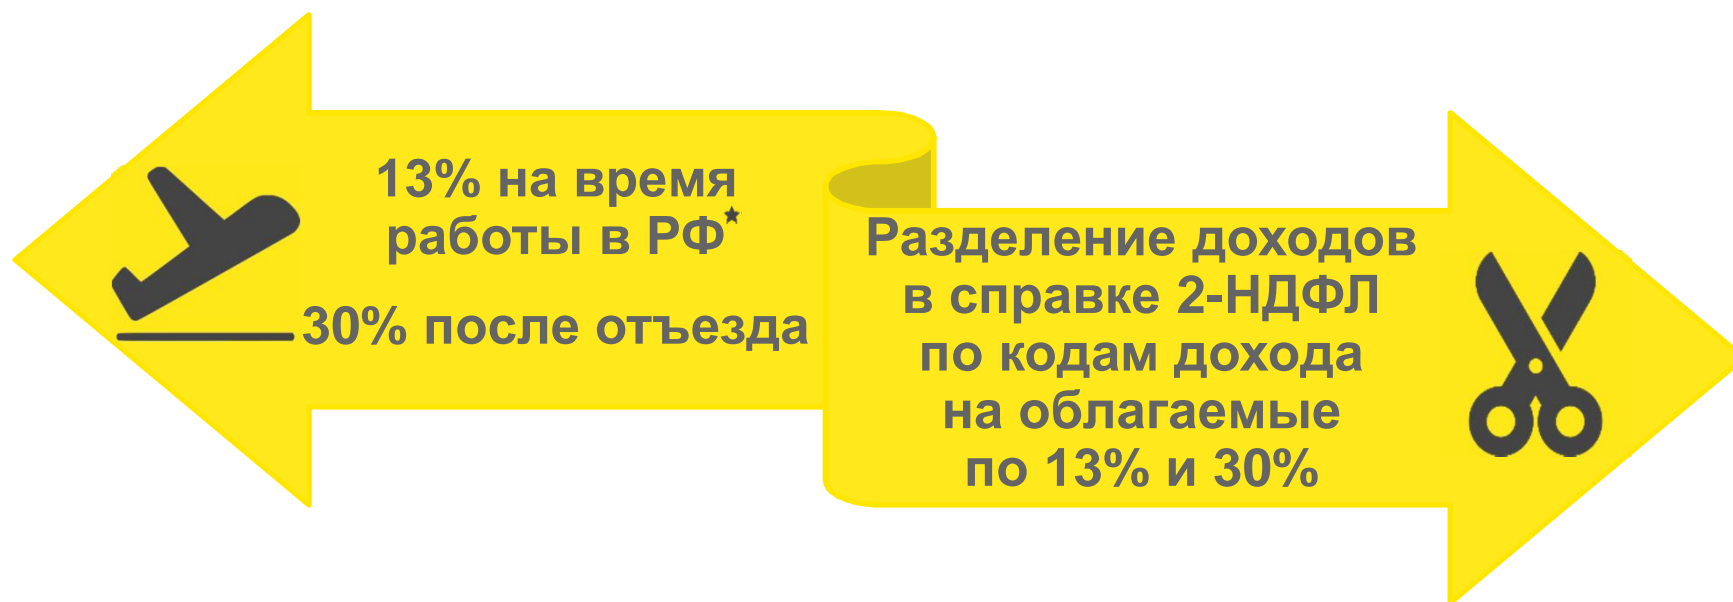 13% на время
работы в РФ★
30% после отъезда
Разделение доходов
в справке 2-НДФЛ
по кодам дохода
на облагаемые
по 13% и 30%